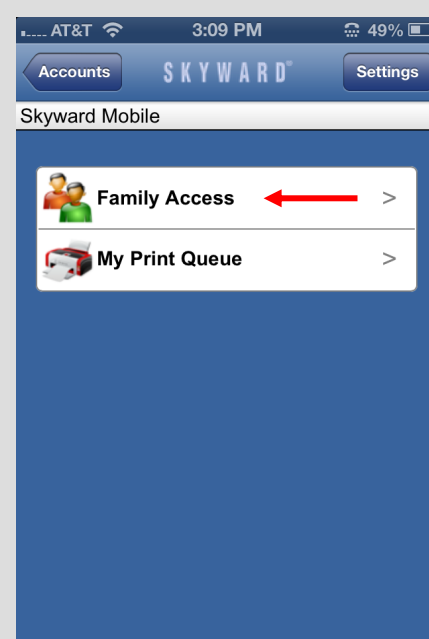 AT&T 3:09 PM 49%
Accounts SKYWARD® Settings
Skyward Mobile
Family Access >
My Print Queue >